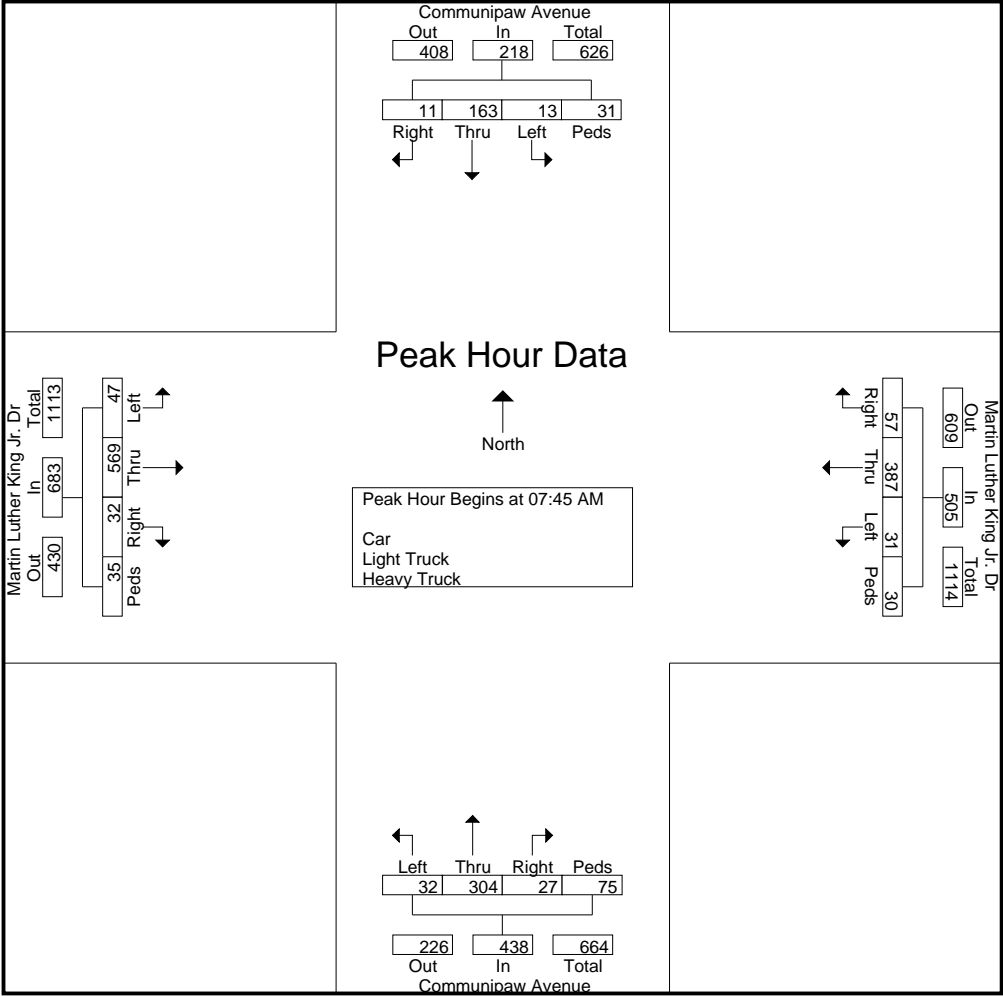 Communipaw Avenue
Out In Total
408 218 626
11 163 13 31
Right Thru Left Peds
Peak Hour Data
North
Peak Hour Begins at 07:45 AM
Car
Light Truck
Heavy Truck
Martin Luther King Jr. Dr
Out In Total
430 683 1113
47 569 32 35
Left Thru Right Peds
Martin Luther King Jr. Dr
Out In Total
609 505 1114
57 387 31 30
Right Thru Left Peds
Left Thru Right Peds
32 304 27 75
226 438 664
Out In Total
Communipaw Avenue